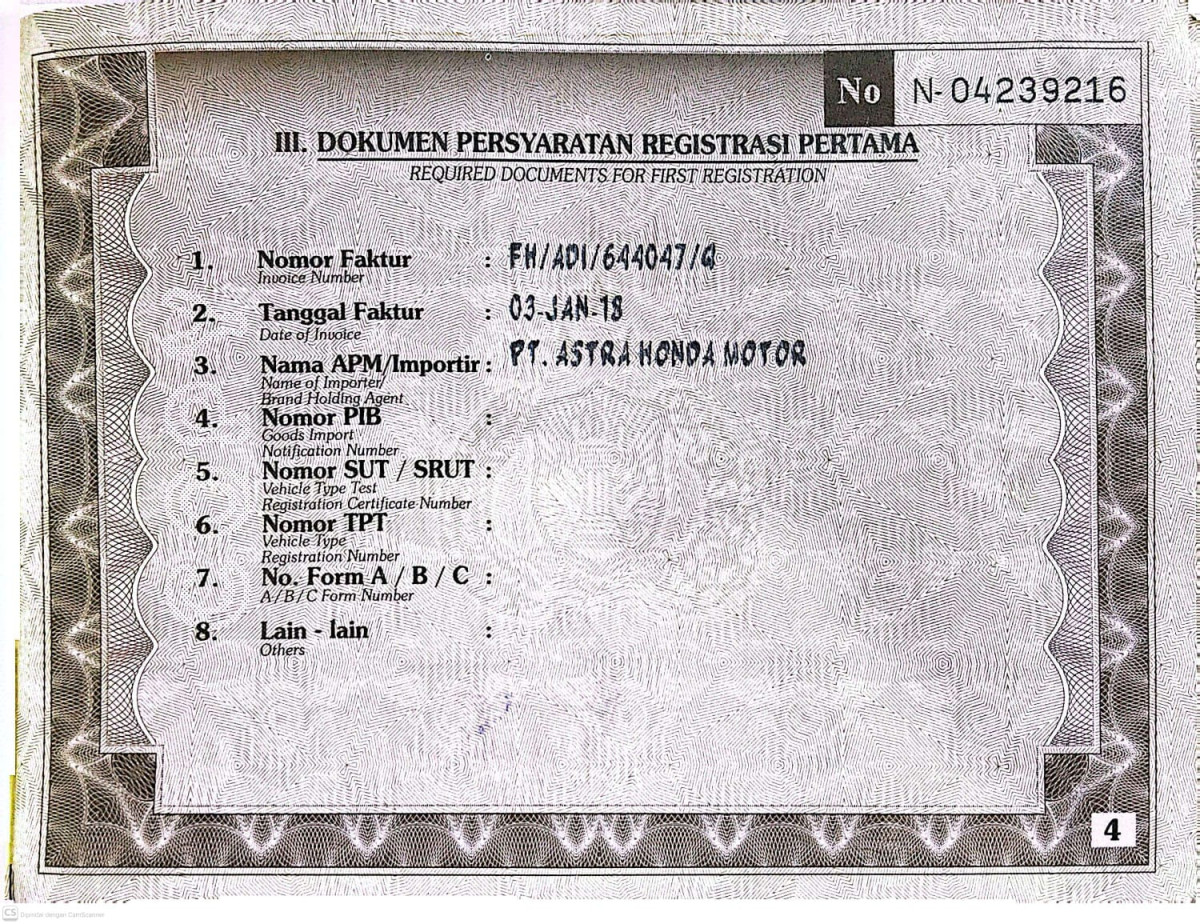 No N-04239216
III. DOKUMEN PERSYARATAN REGISTRASI PERTAMA
REQUIRED DOCUMENTS FOR FIRST REGISTRATION
1. Nomor Faktur : FH/ADI/644047/Q
Invoice Number
2. Tanggal Faktur : 03-JAN-18
Date of Invoice
3. Nama APM/Importir : PT. ASTRA HONDA MOTOR
Name of Importer/
Brand Holding Agent
4. Nomor PIB :
Goods Import
Notification Number
5. Nomor SUT / SRUT :
Vehicle Type Test
Registration Certificate Number
6. Nomor TPT :
Vehicle Type
Registration Number
7. No. Form A / B / C :
A/B/C Form Number
8. Lain - lain :
Others
4
CS Dipindai dengan CamScanner